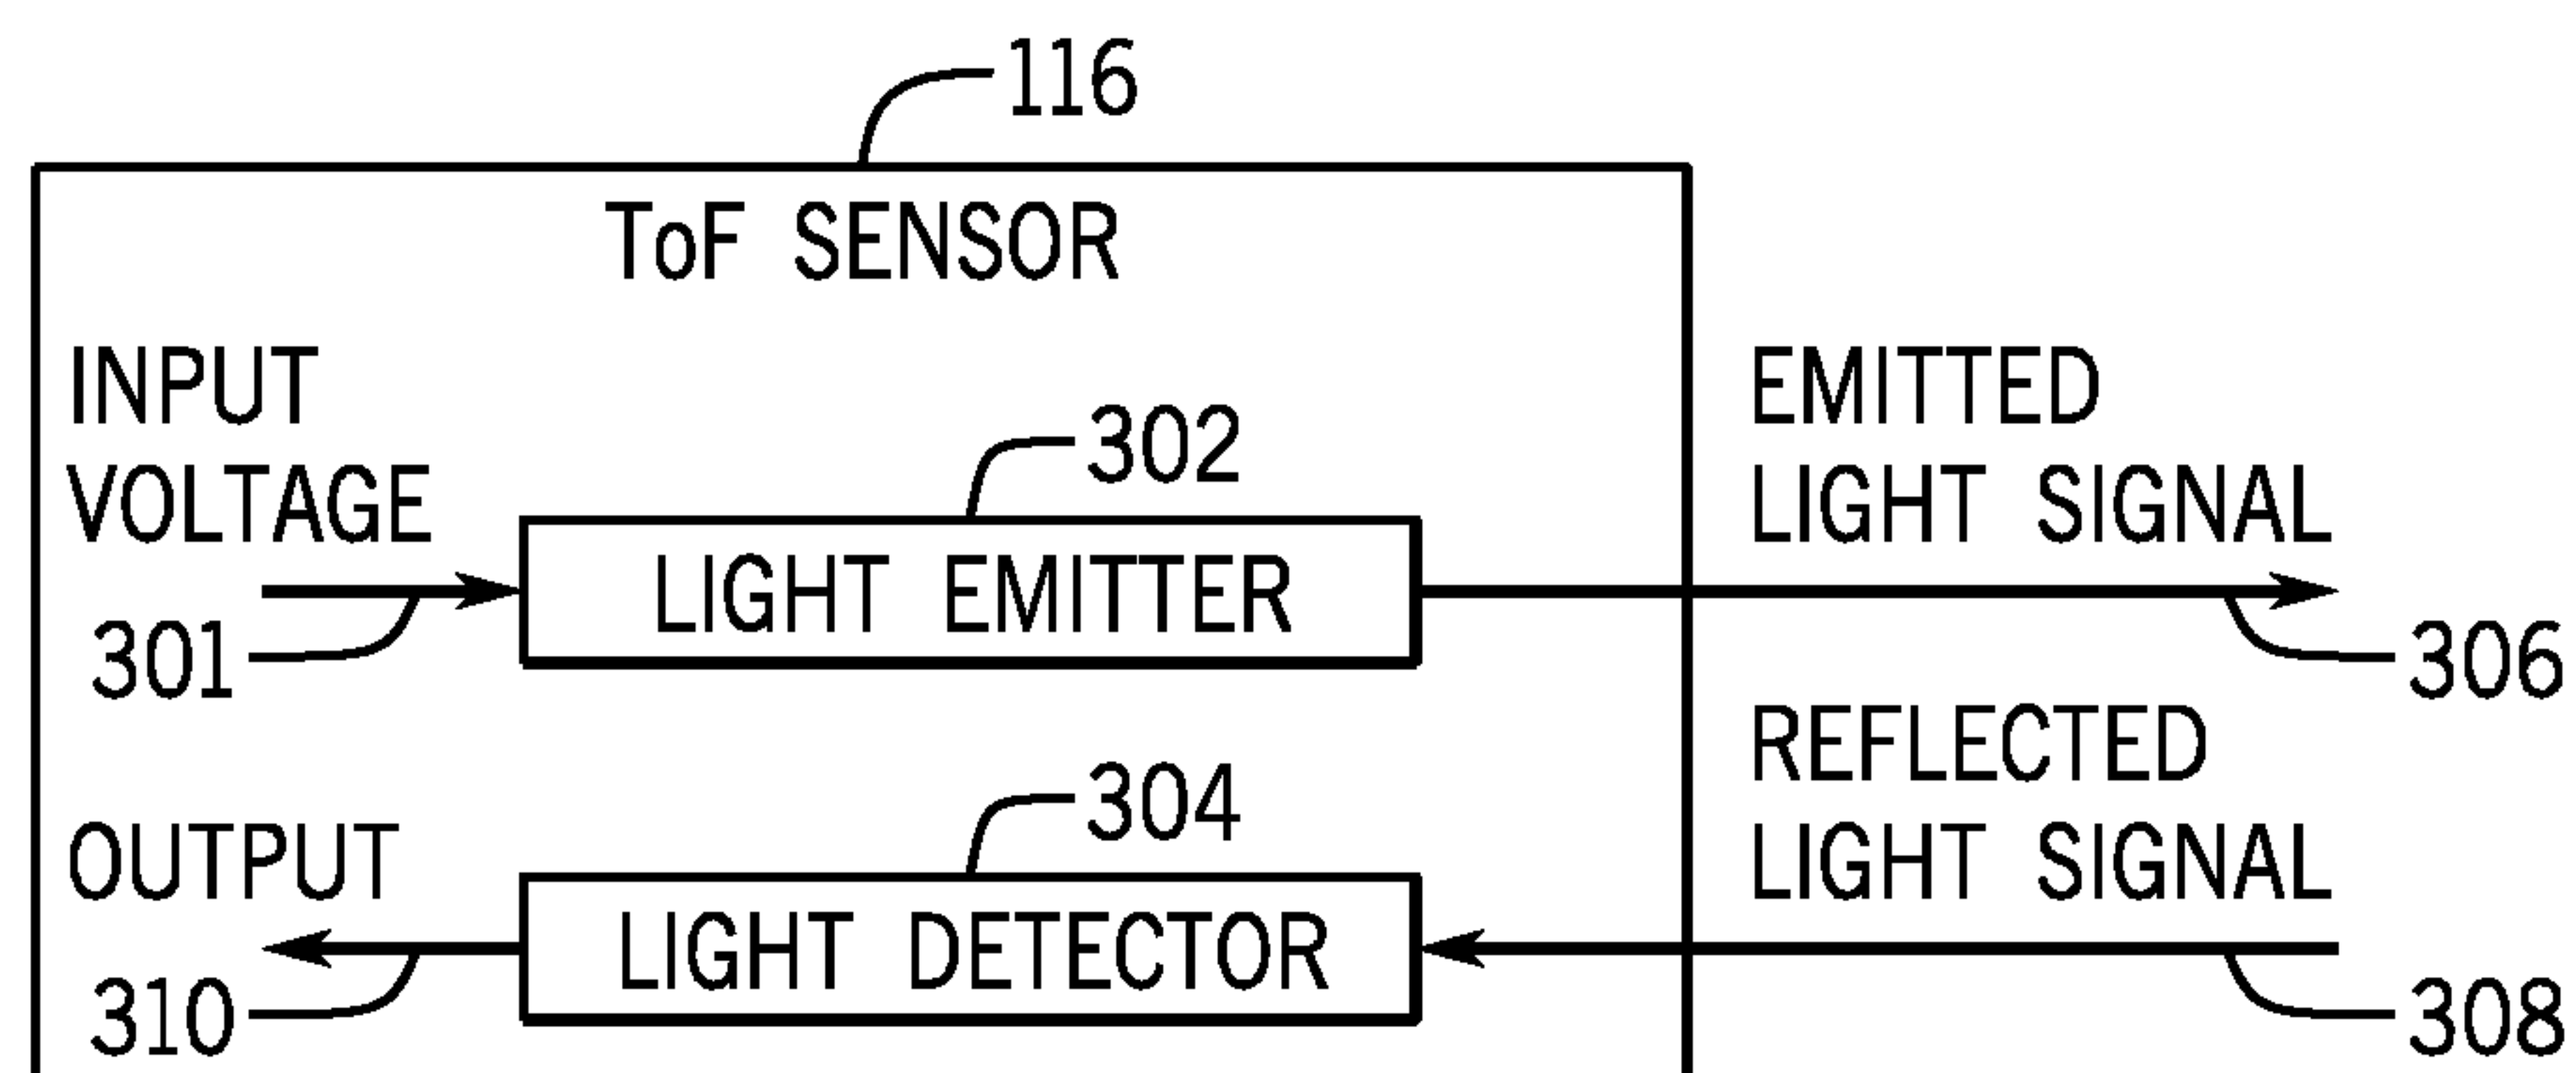 116
ToF SENSOR
INPUT
VOLTAGE
301
302
LIGHT EMITTER
EMITTED
LIGHT SIGNAL
306
OUTPUT
310
304
LIGHT DETECTOR
REFLECTED
LIGHT SIGNAL
308